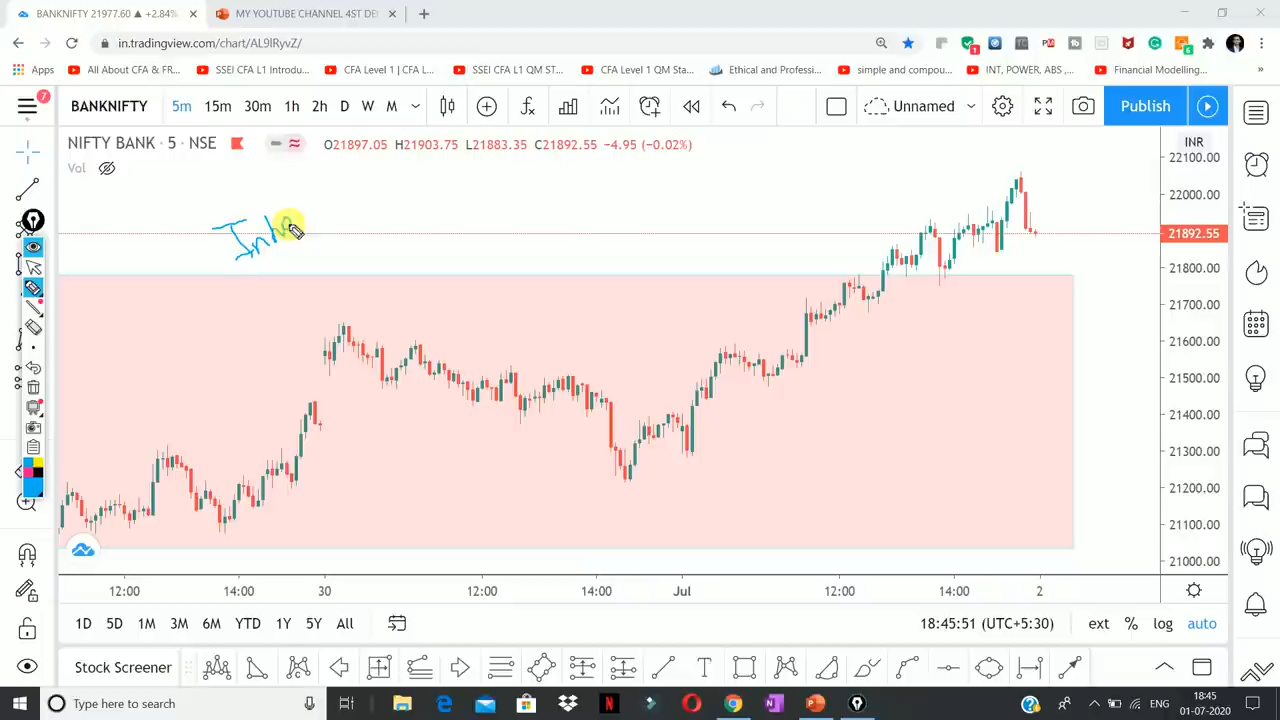 BANKNIFTY 21977.60 ▲ +2.84%
MY YOUTUBE CHANNEL 4ST DE
in.tradingview.com/chart/AL9lRyvZ/
1
6
Apps
All About CFA & FR...
SSEI CFA L1 Introdu...
CFA Level 1 | CFA L...
SSEI CFA L1 QM ST...
CFA Level 1 QM Sta...
Ethical and Professi...
simple and compou...
INT, POWER, ABS ,...
Financial Modelling...
7
BANKNIFTY
5m 15m 30m 1h 2h D W M
Unnamed
Publish
NIFTY BANK · 5 · NSE
O21897.05 H21903.75 L21883.35 C21892.55 -4.95 (-0.02%)
Vol
INR
22100.00
22000.00
21892.55
21800.00
21700.00
21600.00
21500.00
21400.00
21300.00
21200.00
21100.00
21000.00
12:00 14:00 30 12:00 14:00 Jul 12:00 14:00 2
1D 5D 1M 3M 6M YTD 1Y 5Y All
18:45:51 (UTC+5:30)
ext % log auto
Stock Screener
Type here to search
ENG
18:45
01-07-2020